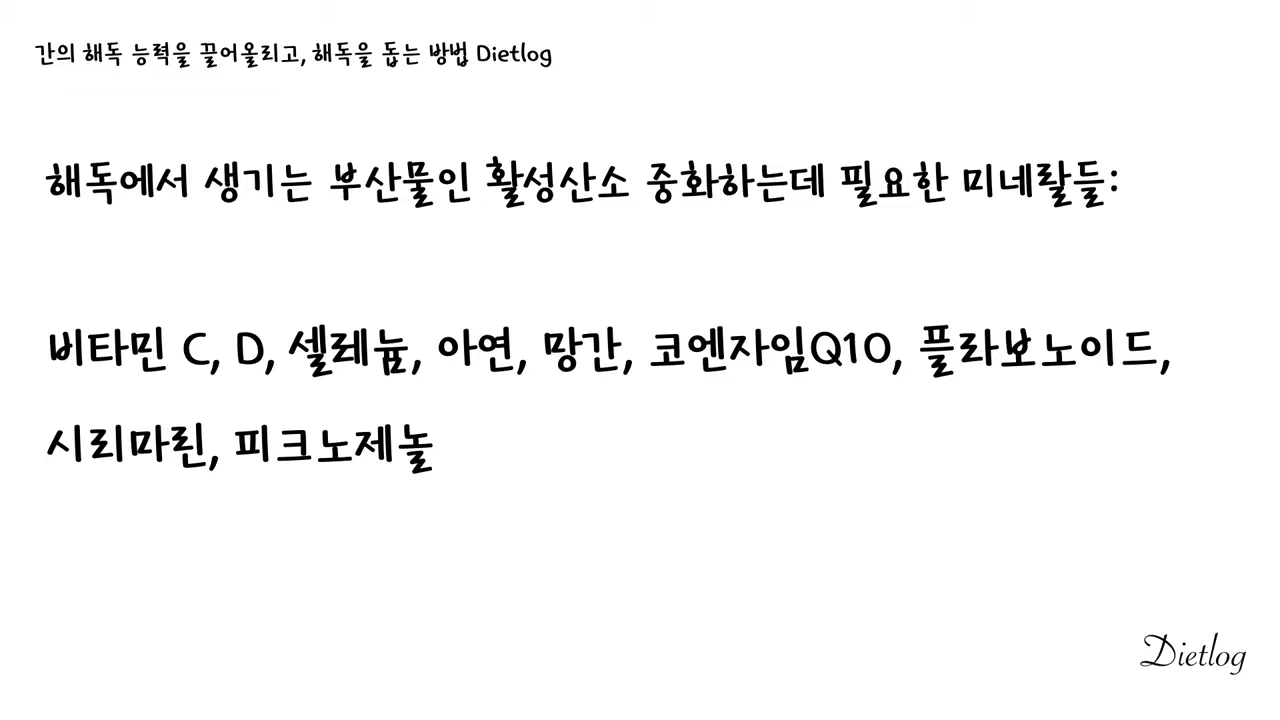 간의 해독 능력을 끌어올리고, 해독을 돕는 방법 Dietlog
해독에서 생기는 부산물인 활성산소 중화하는데 필요한 미네랄들:
비타민 C, D, 셀레늄, 아연, 망간, 코엔자임Q10, 플라보노이드,
시리마린, 피크노제놀
Dietlog